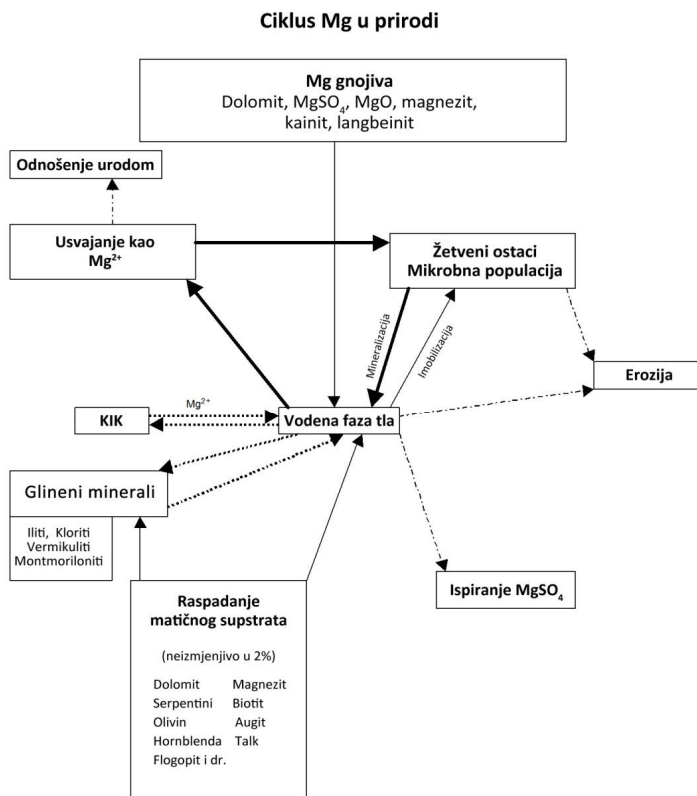 Ciklus Mg u prirodi
Mg gnojiva
Dolomit, MgSO₄, MgO, magnezit,
kainit, langbeinit
Odnošenje urodom
Usvajanje kao
Mg²⁺
Žetveni ostaci
Mikrobna populacija
Mineralizacija
Imobilizacija
Erozija
KIK
Mg²⁺
Vodena faza tla
Glineni minerali
Iliti, Kloriti
Vermikuliti
Montmoriloniti
Ispiranje MgSO₄
Raspadanje
matičnog supstrata
(neizmjenjivo u 2%)
Dolomit Magnezit
Serpentini Biotit
Olivin Augit
Hornblenda Talk
Flogopit i dr.